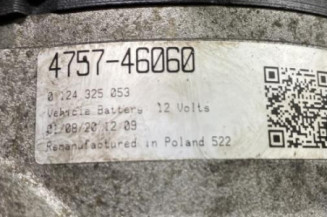 4757-46060
0 124 325 053
Vehicle Battery 12 Volts
01/08/20 12 09
Remanufactured in Poland 522